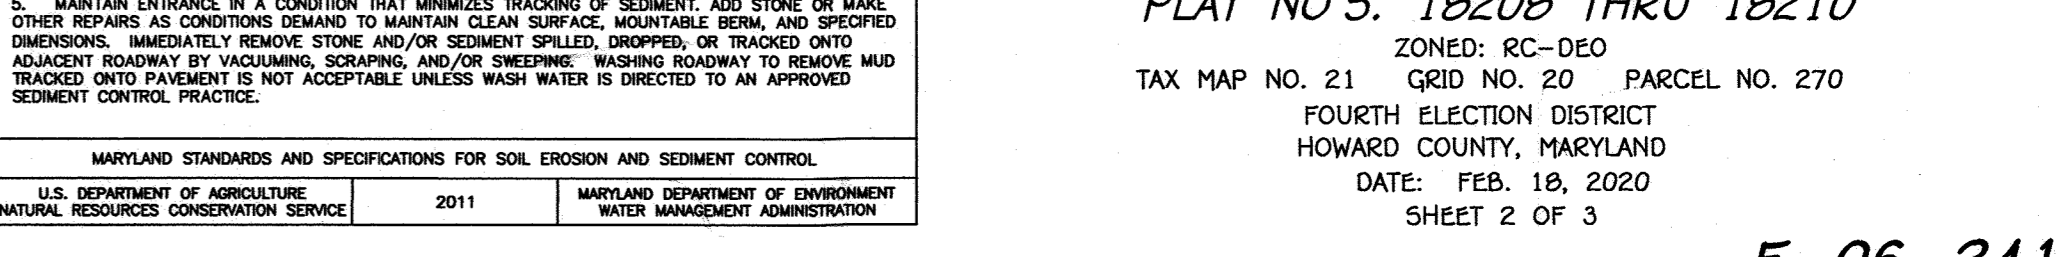 5. MAINTAIN ENTRANCE IN A CONDITION THAT MINIMIZES TRACKING OF SEDIMENT. ADD STONE OR MAKE
OTHER REPAIRS AS CONDITIONS DEMAND TO MAINTAIN CLEAN SURFACE, MOUNTABLE BERM, AND SPECIFIED
DIMENSIONS. IMMEDIATELY REMOVE STONE AND/OR SEDIMENT SPILLED, DROPPED, OR TRACKED ONTO
ADJACENT ROADWAY BY VACUUMING, SCRAPING, AND/OR SWEEPING. WASHING ROADWAY TO REMOVE MUD
TRACKED ONTO PAVEMENT IS NOT ACCEPTABLE UNLESS WASH WATER IS DIRECTED TO AN APPROVED
SEDIMENT CONTROL PRACTICE.
MARYLAND STANDARDS AND SPECIFICATIONS FOR SOIL EROSION AND SEDIMENT CONTROL
U.S. DEPARTMENT OF AGRICULTURE
NATURAL RESOURCES CONSERVATION SERVICE
2011
MARYLAND DEPARTMENT OF ENVIRONMENT
WATER MANAGEMENT ADMINISTRATION
PLAT NO'S. 18208 THRU 18210
ZONED: RC-DEO
TAX MAP NO. 21 GRID NO. 20 PARCEL NO. 270
FOURTH ELECTION DISTRICT
HOWARD COUNTY, MARYLAND
DATE: FEB. 18, 2020
SHEET 2 OF 3